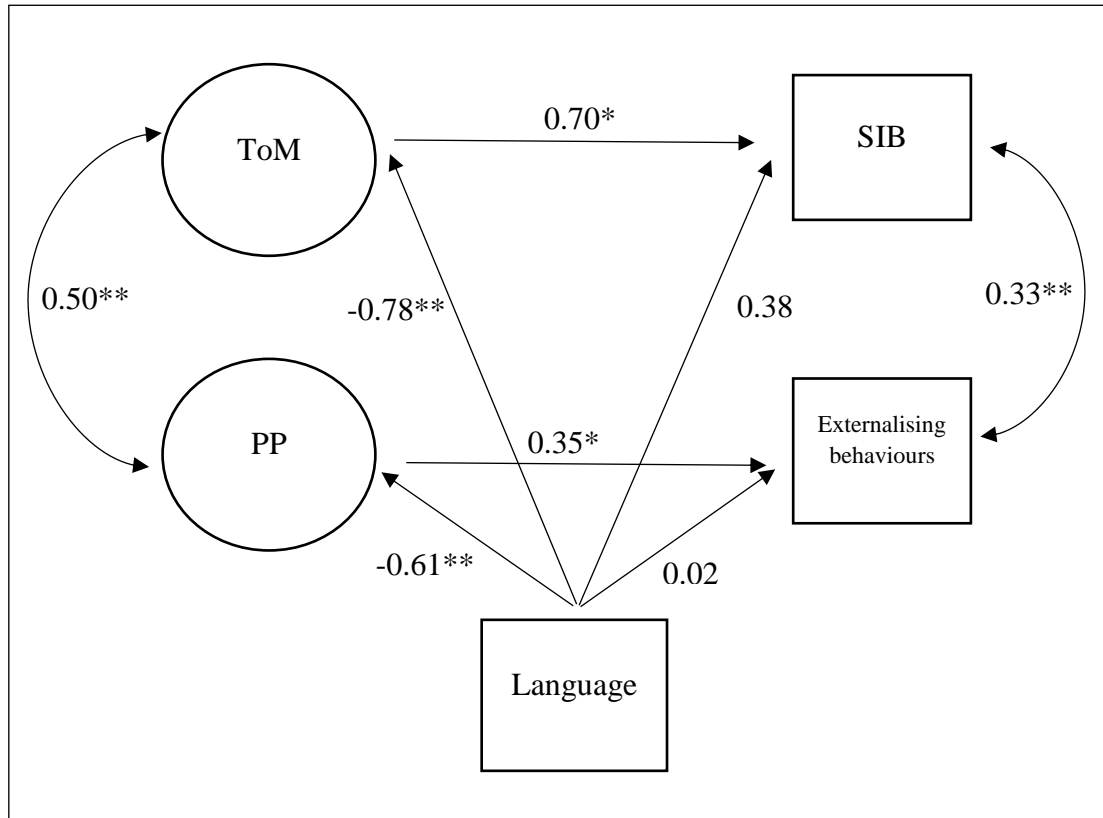 ToM
0.70*
SIB
0.50**
-0.78**
0.38
0.33**
PP
0.35*
Externalising
behaviours
-0.61**
0.02
Language